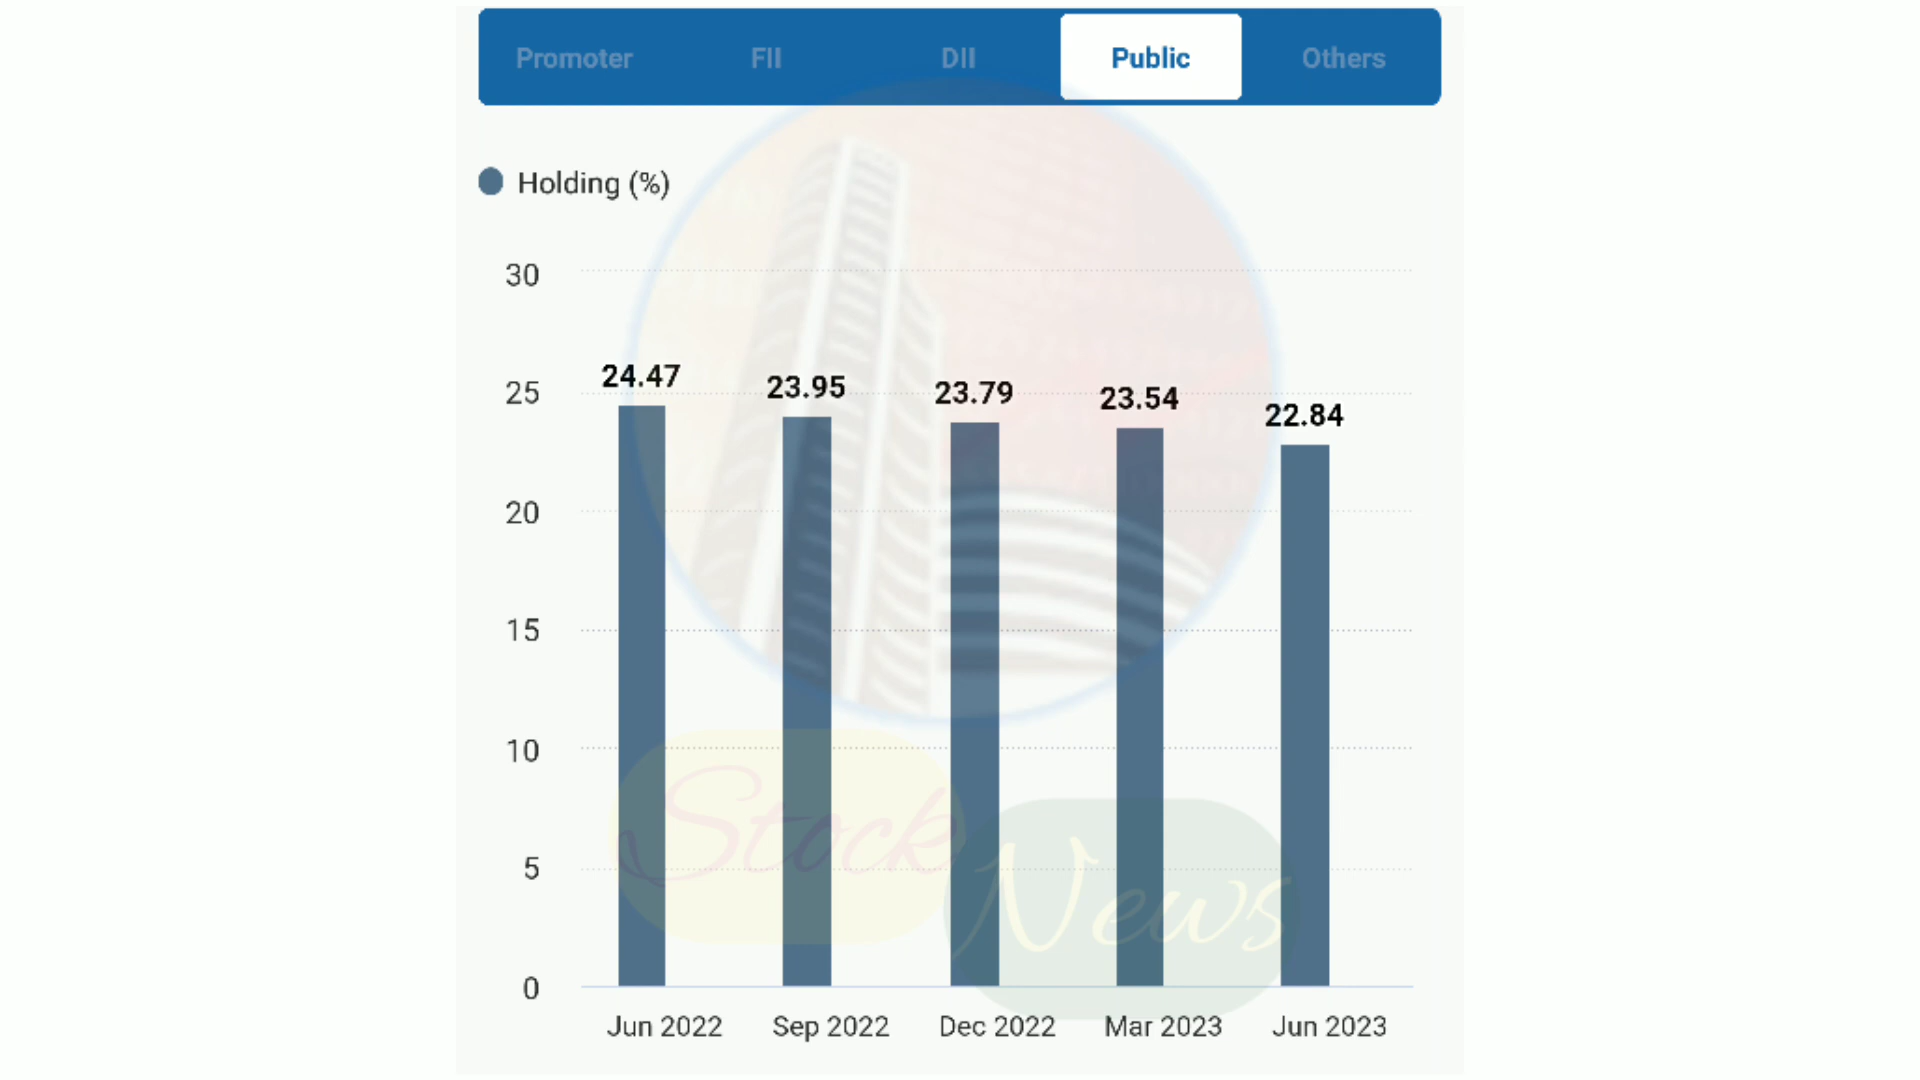 Promoter FII DII Public Others
Holding (%)
30
25
20
15
10
5
0
24.47 23.95 23.79 23.54 22.84
Stock
News
Jun 2022 Sep 2022 Dec 2022 Mar 2023 Jun 2023